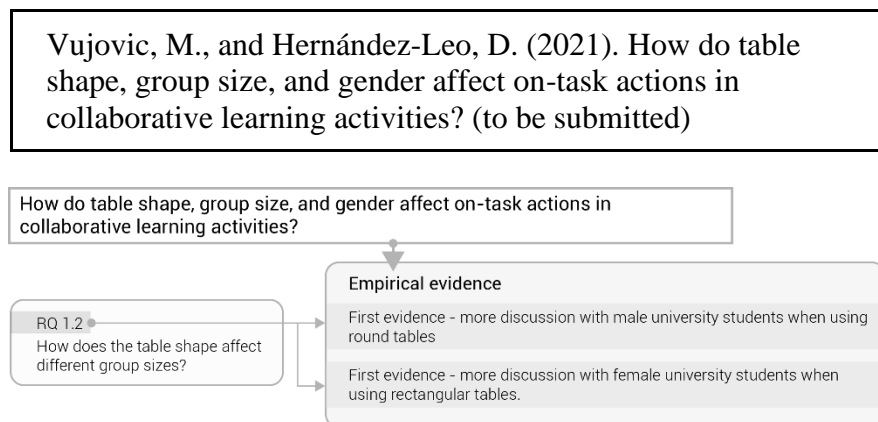 Vujovic, M., and Hernández-Leo, D. (2021). How do table
shape, group size, and gender affect on-task actions in
collaborative learning activities? (to be submitted)
How do table shape, group size, and gender affect on-task actions in
collaborative learning activities?
Empirical evidence
RQ 1.2
How does the table shape affect
different group sizes?
First evidence - more discussion with male university students when using
round tables
First evidence - more discussion with female university students when
using rectangular tables.